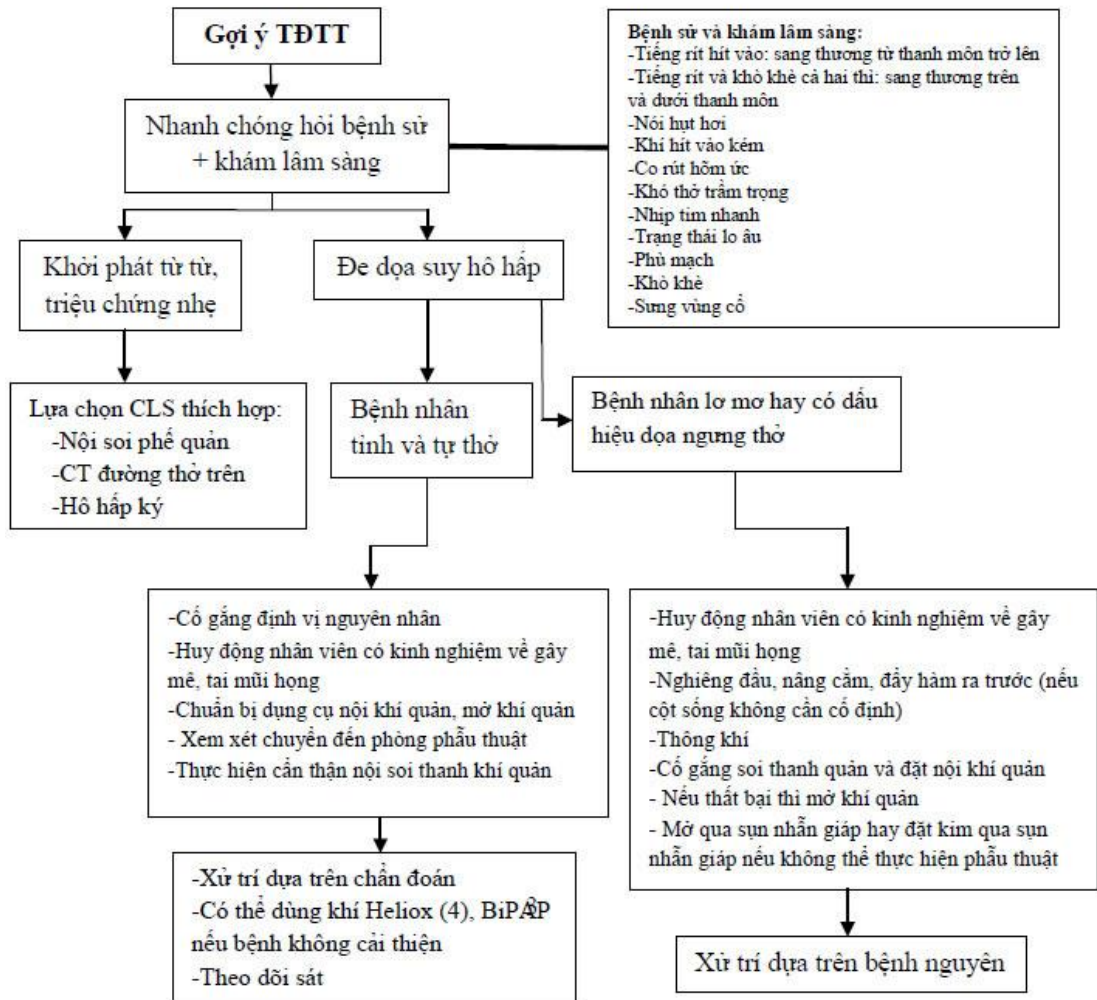 Gợi ý TĐTT
Nhanh chóng hỏi bệnh sử
+ khám lâm sàng
Bệnh sử và khám lâm sàng:
-Tiếng rít hít vào: sang thương từ thanh môn trở lên
-Tiếng rít và khò khè cả hai thì: sang thương trên
và dưới thanh môn
-Nói hụt hơi
-Khí hít vào kém
-Co rút hõm ức
-Khó thở trầm trọng
-Nhịp tim nhanh
-Trạng thái lo âu
-Phù mạch
-Khò khè
-Sưng vùng cổ
Khởi phát từ từ,
triệu chứng nhẹ
Đe dọa suy hô hấp
Lựa chọn CLS thích hợp:
-Nội soi phế quản
-CT đường thở trên
-Hô hấp ký
Bệnh nhân
tỉnh và tự thở
Bệnh nhân lơ mơ hay có dấu
hiệu dọa ngưng thở
-Cố gắng định vị nguyên nhân
-Huy động nhân viên có kinh nghiệm về gây
mê, tai mũi họng
-Chuẩn bị dụng cụ nội khí quản, mở khí quản
- Xem xét chuyển đến phòng phẫu thuật
-Thực hiện cẩn thận nội soi thanh khí quản
-Huy động nhân viên có kinh nghiệm về gây
mê, tai mũi họng
-Nghiêng đầu, nâng cằm, đẩy hàm ra trước (nếu
cột sống không cần cố định)
-Thông khí
-Cố gắng soi thanh quản và đặt nội khí quản
- Nếu thất bại thì mở khí quản
- Mở qua sụn nhẫn giáp hay đặt kim qua sụn
nhẫn giáp nếu không thể thực hiện phẫu thuật
-Xử trí dựa trên chẩn đoán
-Có thể dùng khí Heliox (4), BiPAP
nếu bệnh không cải thiện
-Theo dõi sát
3
Xử trí dựa trên bệnh nguyên